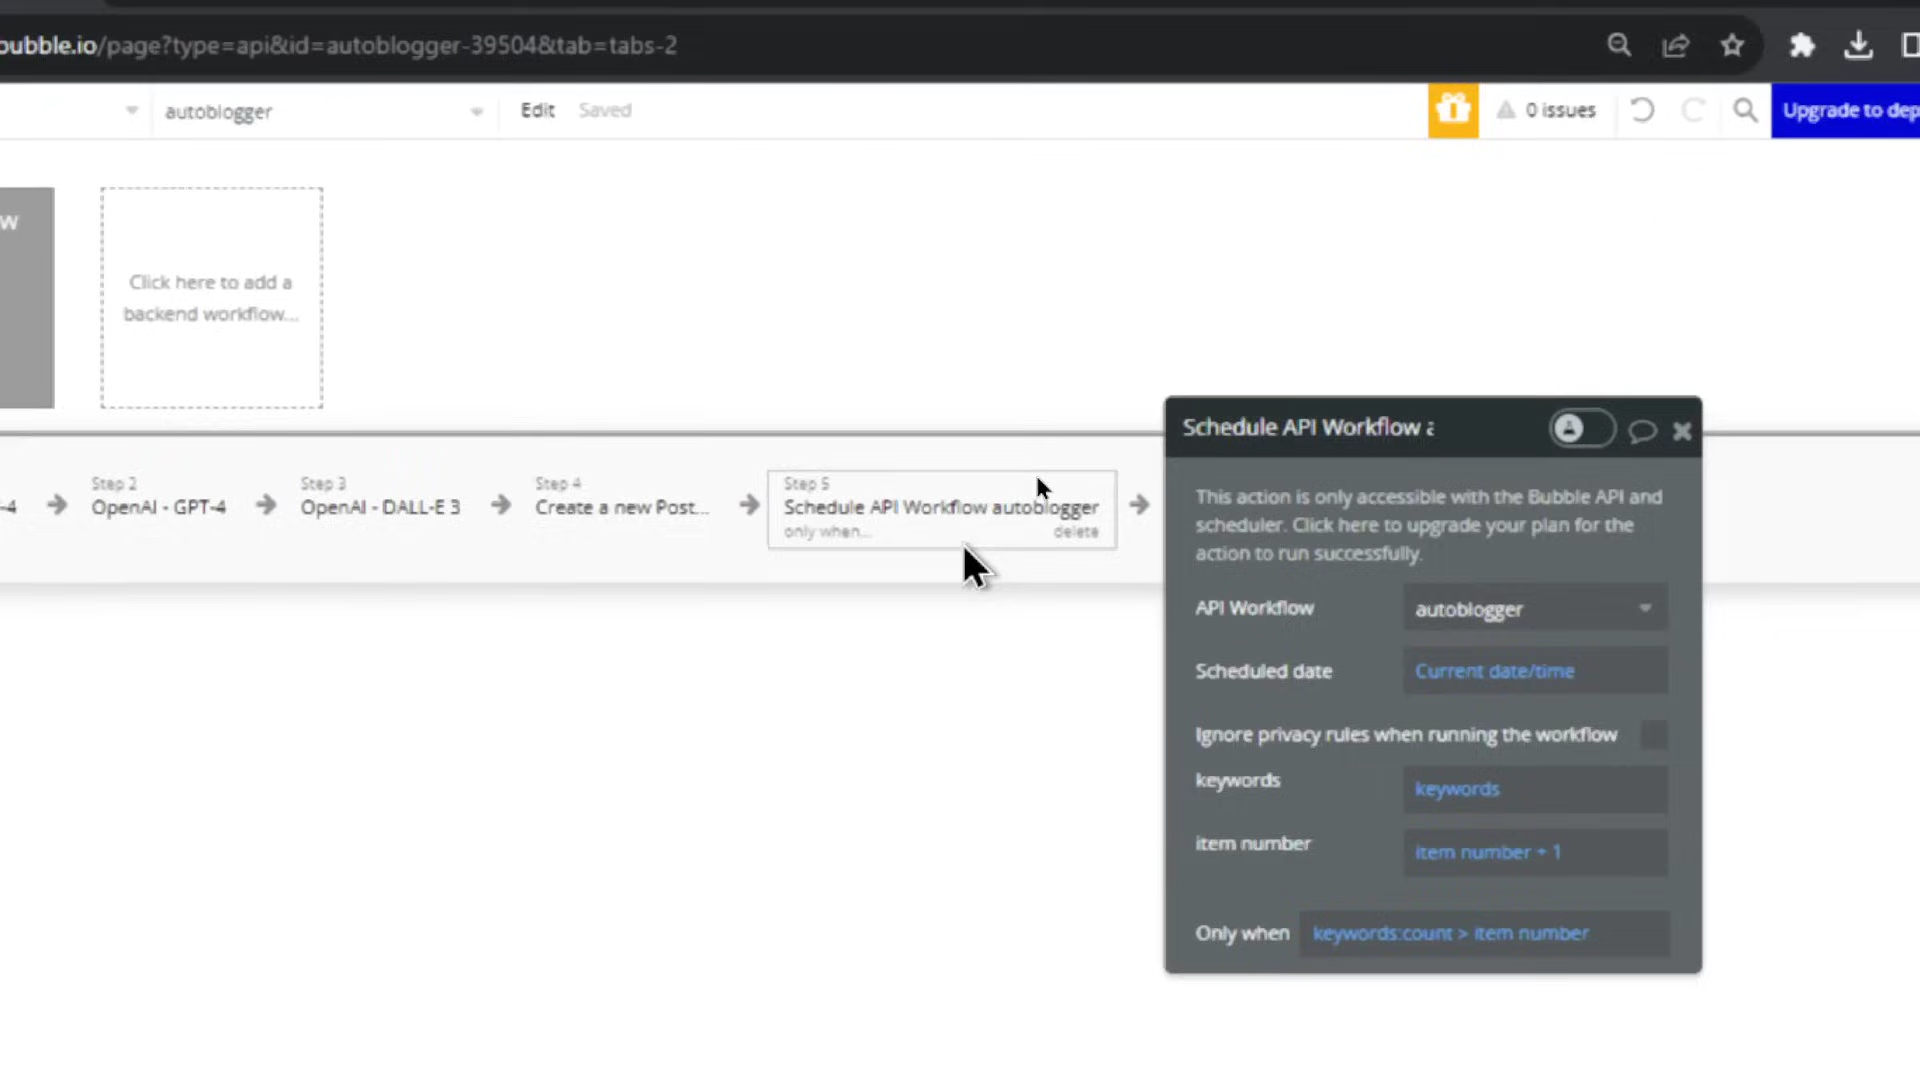 bubble.io/page?type=api&id=autoblogger-39504&tab=tabs-2
autoblogger
Edit
Saved
0 issues
Upgrade to dep
w
Click here to add a
backend workflow...
-4
Step 2
OpenAI - GPT-4
Step 3
OpenAI - DALL-E 3
Step 4
Create a new Post...
Step 5
Schedule API Workflow autoblogger
only when...
delete
Schedule API Workflow a
This action is only accessible with the Bubble API and
scheduler. Click here to upgrade your plan for the
action to run successfully.
API Workflow
autoblogger
Scheduled date
Current date/time
Ignore privacy rules when running the workflow
keywords
keywords
item number
item number + 1
Only when
keywords:count > item number